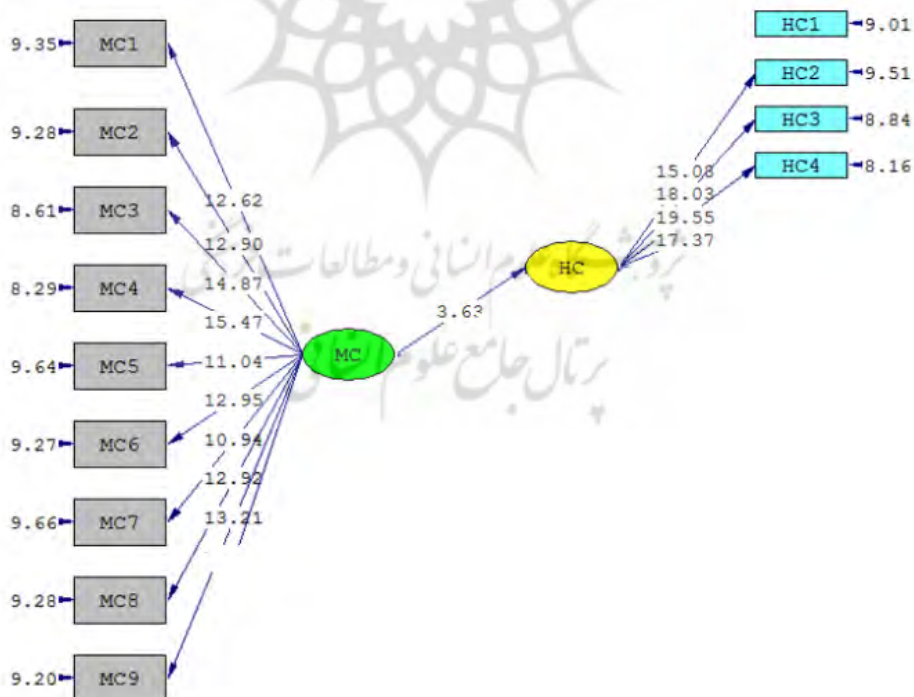 9.35 MC1
9.28 MC2
8.61 MC3
8.29 MC4
9.64 MC5
9.27 MC6
9.66 MC7
9.28 MC8
9.20 MC9
12.62
12.90
14.87
15.47
11.04
12.95
10.94
12.92
13.21
MC
3.63
HC
15.08
18.03
19.55
17.37
HC1 9.01
HC2 9.51
HC3 8.84
HC4 8.16
علوم انسانی و مطالعات
پرتال جامع علوم انسانی